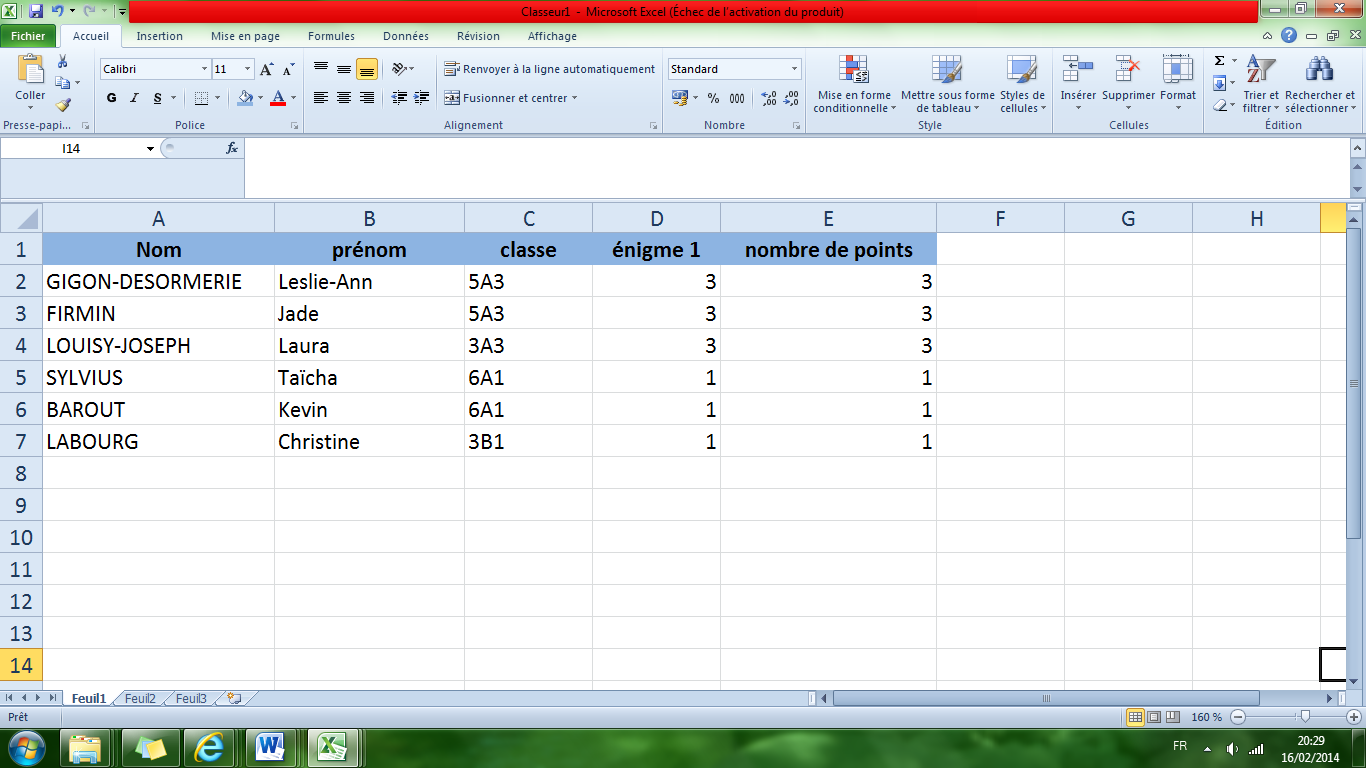 Classeur1 - Microsoft Excel (Échec de l'activation du produit)
Fichier Accueil Insertion Mise en page Formules Données Révision Affichage
Coller
Presse-papi...
Calibri 11
G I S A
Police
Renvoyer à la ligne automatiquement
Fusionner et centrer
Alignement
Standard
% 000
Nombre
Mise en forme conditionnelle
Mettre sous forme de tableau
Styles de cellules
Style
Insérer Supprimer Format
Cellules
Σ
Trier et filtrer
Rechercher et sélectionner
Édition
I14 fx
A B C D E F G H
1 Nom prénom classe énigme 1 nombre de points
2 GIGON-DESORMERIE Leslie-Ann 5A3 3 3
3 FIRMIN Jade 5A3 3 3
4 LOUISY-JOSEPH Laura 3A3 3 3
5 SYLVIUS Taïcha 6A1 1 1
6 BAROUT Kevin 6A1 1 1
7 LABOURG Christine 3B1 1 1
8
9
10
11
12
13
14
Feuil1 Feuil2 Feuil3
Prêt 160 %
FR 20:29
16/02/2014